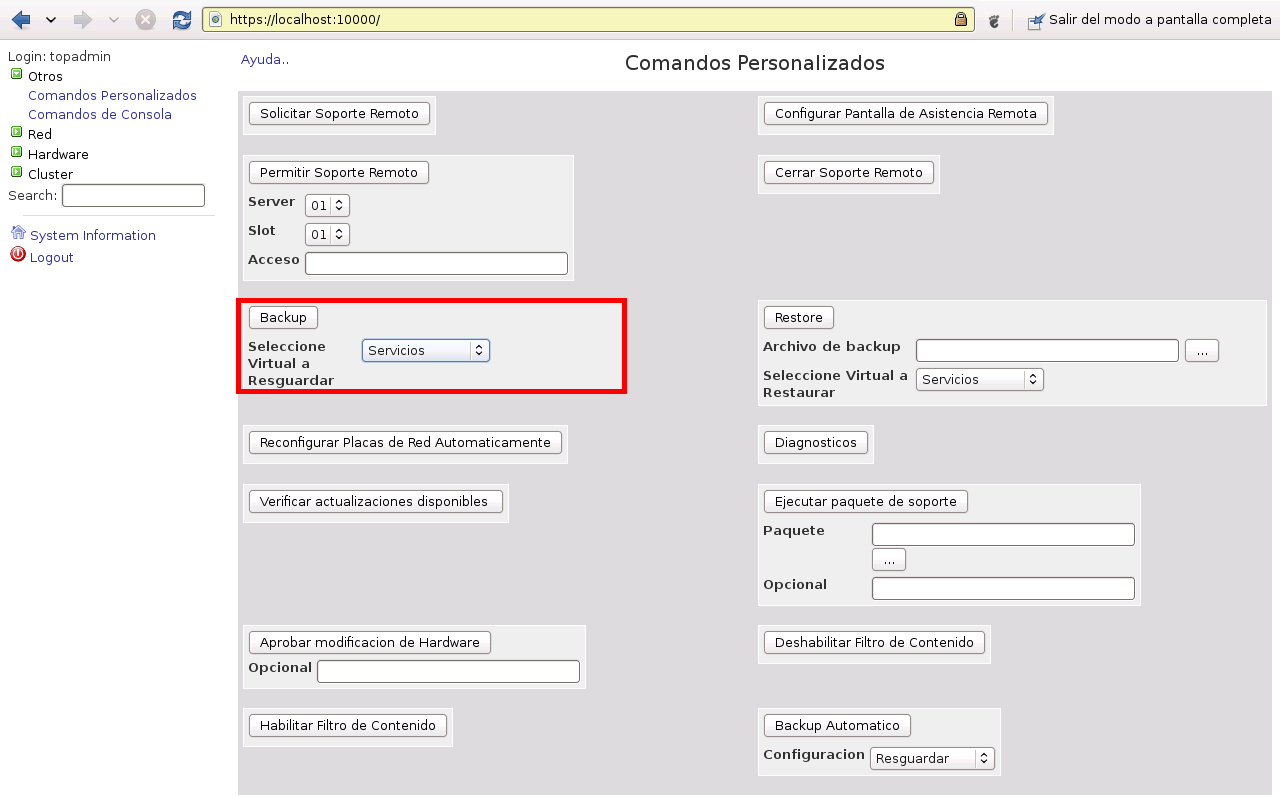 https://localhost:10000/
Salir del modo a pantalla completa
Login: topadmin
Otros
Comandos Personalizados
Comandos de Consola
Red
Hardware
Cluster
Search:
System Information
Logout
Ayuda..
Comandos Personalizados
Solicitar Soporte Remoto
Configurar Pantalla de Asistencia Remota
Permitir Soporte Remoto
Server 01
Slot 01
Acceso
Cerrar Soporte Remoto
Backup
Seleccione
Virtual a
Resguardar
Servicios
Restore
Archivo de backup ...
Seleccione Virtual a
Restaurar
Servicios
Reconfigurar Placas de Red Automaticamente
Diagnosticos
Verificar actualizaciones disponibles
Ejecutar paquete de soporte
Paquete
...
Opcional
Aprobar modificacion de Hardware
Opcional
Deshabilitar Filtro de Contenido
Habilitar Filtro de Contenido
Backup Automatico
Configuracion Resguardar